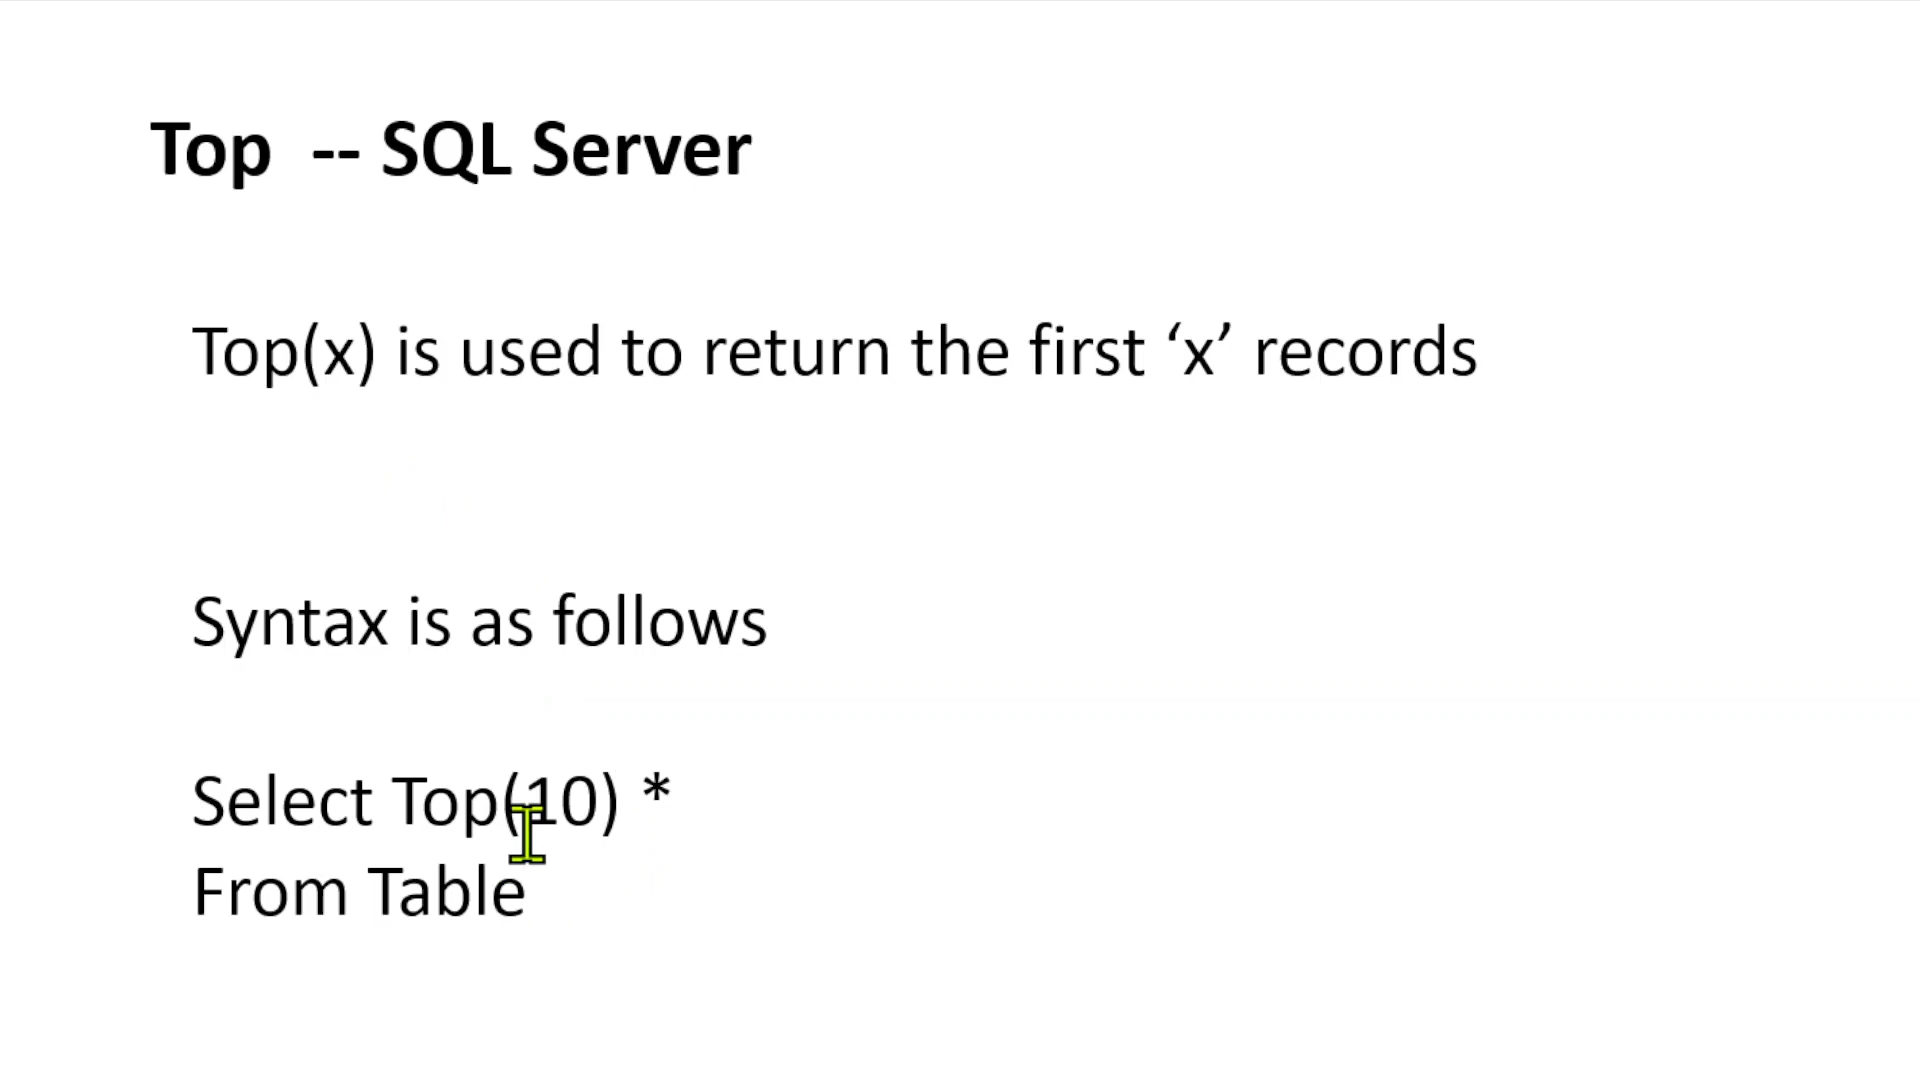 Top  -- SQL Server
Top(x) is used to return the first ‘x’ records
Syntax is as follows
Select Top(10) *
From Table